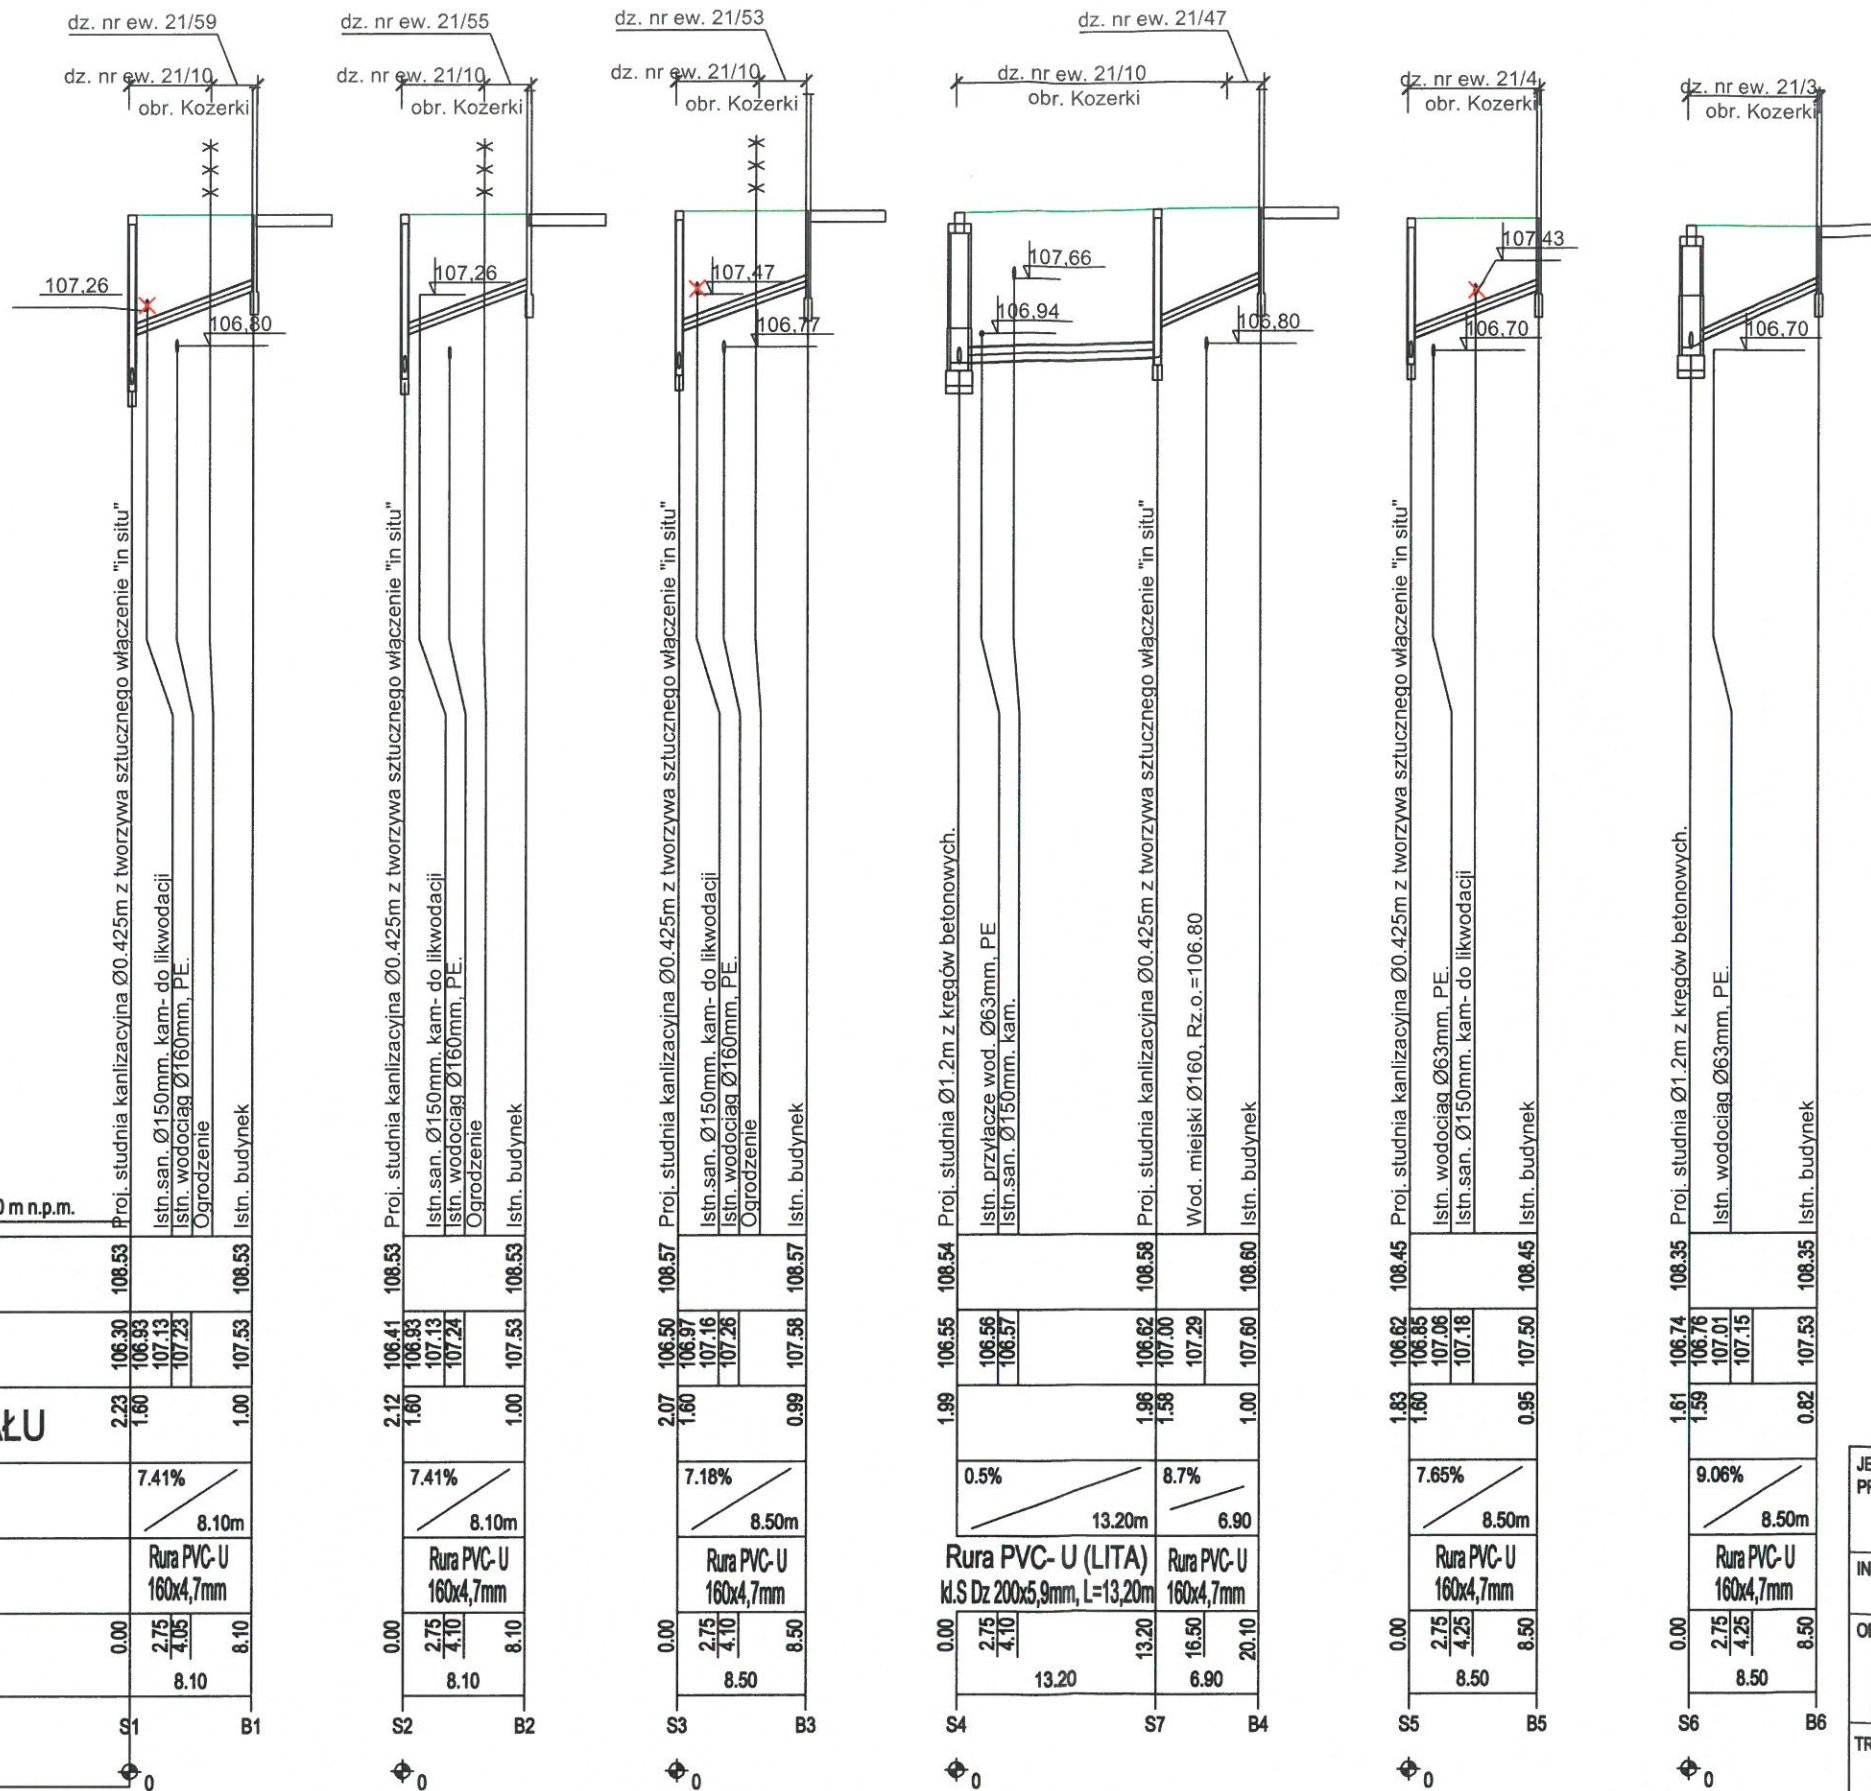 dz. nr ew. 21/59
dz. nr ew. 21/10
obr. Kozerki
107,26
106,80
Proj. studnia kanlizacyjna Ø0.425m z tworzywa sztucznego włączenie "in situ"
Istn.san. Ø150mm. kam- do likwodacji
Istn. wodociąg Ø160mm, PE.
Ogrodzenie
Istn. budynek
0 m n.p.m.
108.53
108.53
106.30
106.93
107.13
107.23
107.53
ŁU
2.23
1.60
1.00
7.41%
8.10m
Rura PVC- U
160x4,7mm
0.00
2.75
4.05
8.10
8.10
S1
B1
0
dz. nr ew. 21/55
dz. nr ew. 21/10
obr. Kozerki
107,26
Proj. studnia kanlizacyjna Ø0.425m z tworzywa sztucznego włączenie "in situ"
Istn.san. Ø150mm. kam- do likwodacji
Istn. wodociąg Ø160mm, PE.
Ogrodzenie
Istn. budynek
108.53
108.53
106.41
106.93
107.13
107.24
107.53
2.12
1.60
1.00
7.41%
8.10m
Rura PVC- U
160x4,7mm
0.00
2.75
4.10
8.10
8.10
S2
B2
0
dz. nr ew. 21/53
dz. nr ew. 21/10
obr. Kozerki
107,47
106,77
Proj. studnia kanlizacyjna Ø0.425m z tworzywa sztucznego włączenie "in situ"
Istn.san. Ø150mm. kam- do likwodacji
Istn. wodociąg Ø160mm, PE.
Ogrodzenie
Istn. budynek
108.57
108.57
106.50
106.97
107.16
107.26
107.58
2.07
1.60
0.99
7.18%
8.50m
Rura PVC- U
160x4,7mm
0.00
2.75
4.10
8.50
8.50
S3
B3
0
dz. nr ew. 21/47
dz. nr ew. 21/10
obr. Kozerki
107,66
106,94
106,80
Proj. studnia Ø1.2m z kręgów betonowych.
Istn. przyłacze wod. Ø63mm, PE
Istn.san. Ø150mm. kam.
Proj. studnia kanlizacyjna Ø0.425m z tworzywa sztucznego włączenie "in situ"
Wod. miejski Ø160, Rz.o.=106.80
Istn. budynek
108.54
108.58
108.60
106.55
106.56
106.57
106.62
107.00
107.29
107.60
1.99
1.96
1.58
1.00
0.5%
13.20m
8.7%
6.90
Rura PVC- U (LITA)
kl.S Dz 200x5,9mm, L=13,20m
Rura PVC- U
160x4,7mm
0.00
2.75
4.10
13.20
16.50
20.10
13.20
6.90
S4
S7
B4
0
dz. nr ew. 21/4
obr. Kozerki
107,43
106,70
Proj. studnia kanlizacyjna Ø0.425m z tworzywa sztucznego włączenie "in situ"
Istn. wodociąg Ø63mm, PE.
Istn.san. Ø150mm. kam- do likwodacji
Istn. budynek
108.45
108.45
106.62
106.85
107.06
107.18
107.50
1.83
1.60
0.95
7.65%
8.50m
Rura PVC- U
160x4,7mm
0.00
2.75
4.25
8.50
8.50
S5
B5
0
dz. nr ew. 21/3
obr. Kozerki
106,70
Proj. studnia Ø1.2m z kręgów betonowych.
Istn. wodociąg Ø63mm, PE.
Istn. budynek
108.35
108.35
106.74
106.76
107.01
107.15
107.53
1.61
1.59
0.82
9.06%
8.50m
Rura PVC- U
160x4,7mm
0.00
2.75
4.25
8.50
8.50
S6
B6
0
IN
TR